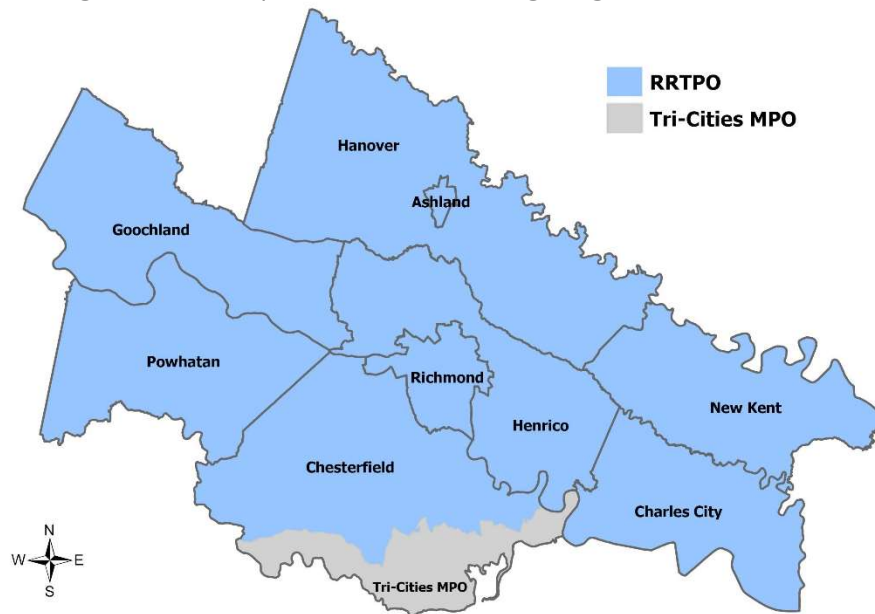 RRTPO
Tri-Cities MPO
Hanover
Ashland
Goochland
Powhatan
Richmond
New Kent
Henrico
Chesterfield
Charles City
Tri-Cities MPO
N
W E
S